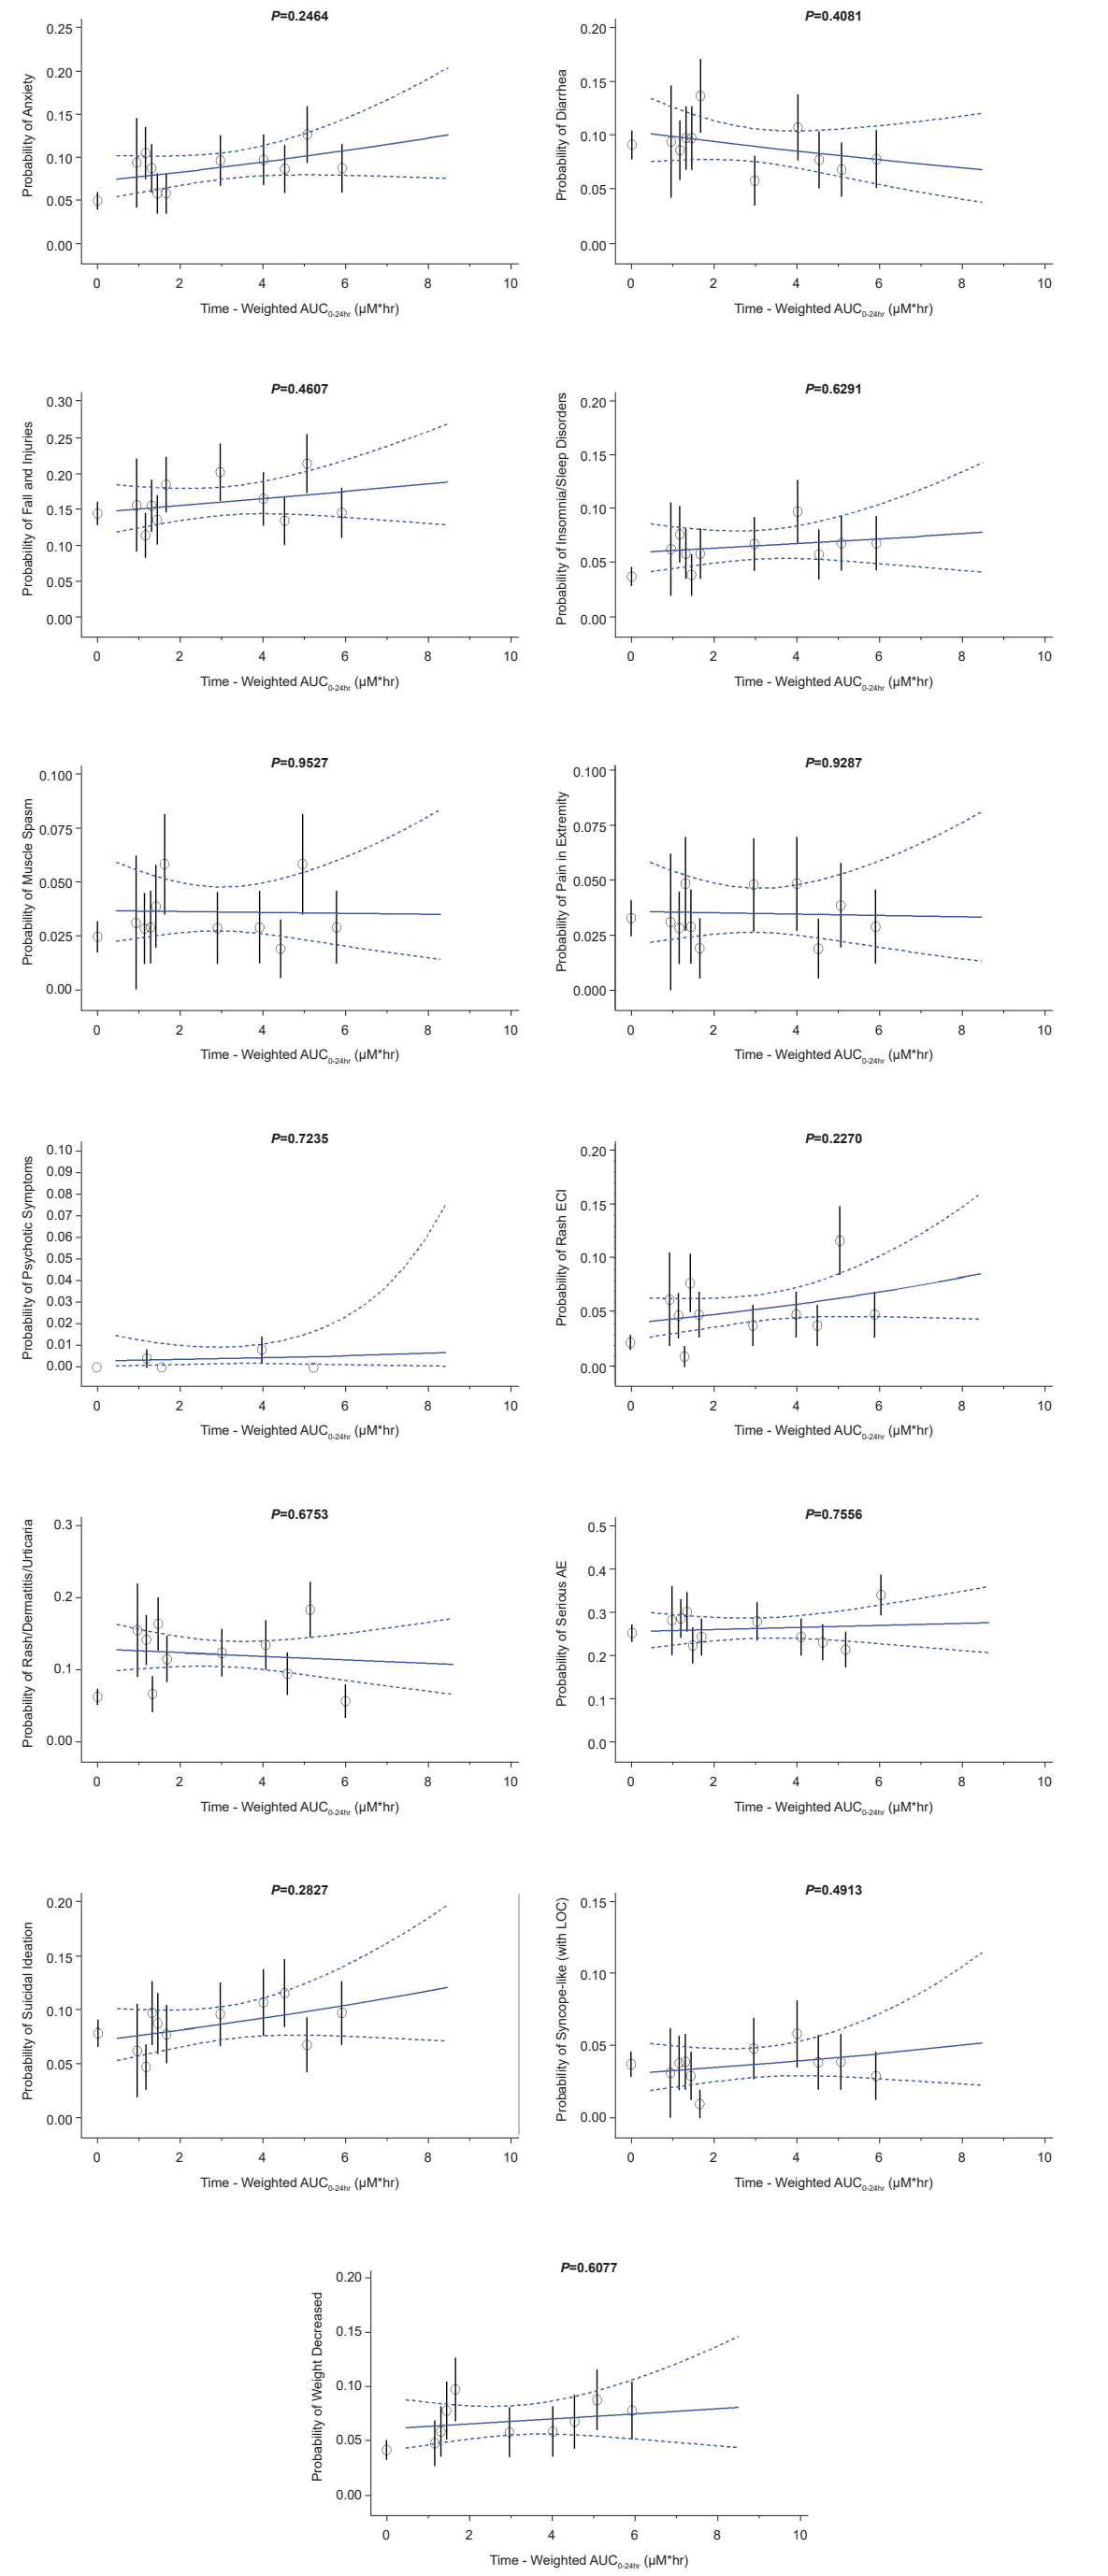 P=0.2464
Probability of Anxiety
0.25
0.20
0.15
0.10
0.05
0.00
0 2 4 6 8 10
Time - Weighted AUC0-24hr (µM*hr)
P=0.4081
Probability of Diarrhea
0.20
0.15
0.10
0.05
0.00
0 2 4 6 8 10
Time - Weighted AUC0-24hr (µM*hr)
P=0.4607
Probability of Fall and Injuries
0.30
0.25
0.20
0.15
0.10
0.05
0.00
0 2 4 6 8 10
Time - Weighted AUC0-24hr (µM*hr)
P=0.6291
Probability of Insomnia/Sleep Disorders
0.20
0.15
0.10
0.05
0.00
0 2 4 6 8 10
Time - Weighted AUC0-24hr (µM*hr)
P=0.9527
Probability of Muscle Spasm
0.100
0.075
0.050
0.025
0.00
0 2 4 6 8 10
Time - Weighted AUC0-24hr (µM*hr)
P=0.9287
Probability of Pain in Extremity
0.100
0.075
0.050
0.025
0.000
0 2 4 6 8 10
Time - Weighted AUC0-24hr (µM*hr)
P=0.7235
Probability of Psychotic Symptoms
0.10
0.09
0.08
0.07
0.06
0.05
0.04
0.03
0.02
0.01
0.00
0 2 4 6 8 10
Time - Weighted AUC0-24hr (µM*hr)
P=0.2270
Probability of Rash ECI
0.20
0.15
0.10
0.05
0.00
0 2 4 6 8 10
Time - Weighted AUC0-24hr (µM*hr)
P=0.6753
Probability of Rash/Dermatitis/Urticaria
0.3
0.2
0.1
0.00
0 2 4 6 8 10
Time - Weighted AUC0-24hr (µM*hr)
P=0.7556
Probability of Serious AE
0.5
0.4
0.3
0.2
0.1
0.0
0 2 4 6 8 10
Time - Weighted AUC0-24hr (µM*hr)
P=0.2827
Probability of Suicidal Ideation
0.20
0.15
0.10
0.05
0.00
0 2 4 6 8 10
Time - Weighted AUC0-24hr (µM*hr)
P=0.4913
Probability of Syncope-like (with LOC)
0.15
0.10
0.05
0.00
0 2 4 6 8 10
Time - Weighted AUC0-24hr (µM*hr)
P=0.6077
Probability of Weight Decreased
0.20
0.15
0.10
0.05
0.00
0 2 4 6 8 10
Time - Weighted AUC0-24hr (µM*hr)